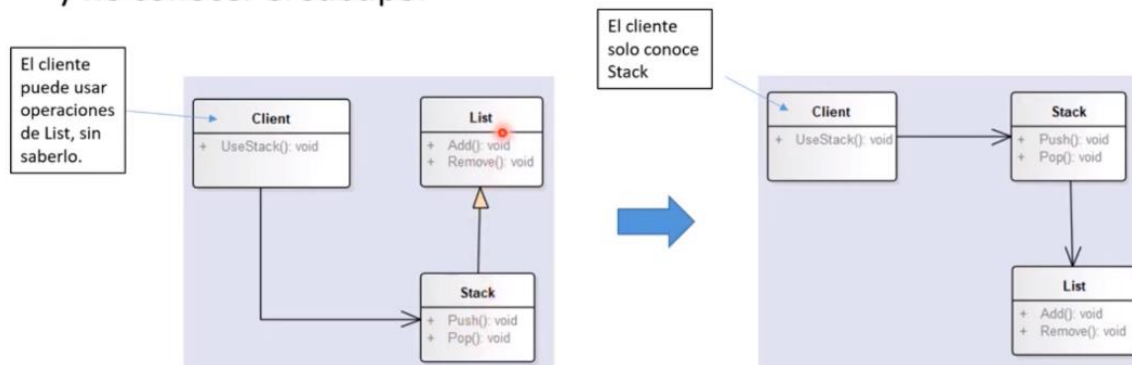 El cliente
puede usar
operaciones
de List, sin
saberlo.
Client
+ UseStack(): void
List
+ Add(): void
+ Remove(): void
Stack
+ Push(): void
+ Pop(): void
El cliente
solo conoce
Stack
Client
+ UseStack(): void
Stack
+ Push(): void
+ Pop(): void
List
+ Add(): void
+ Remove(): void